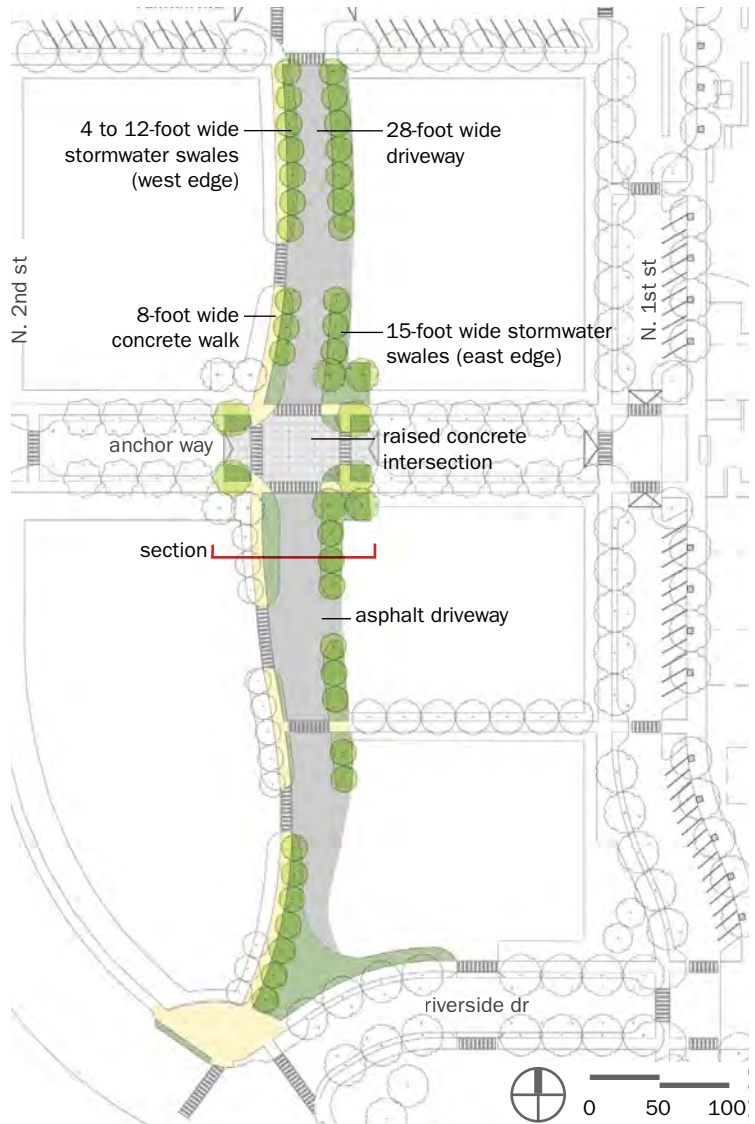 4 to 12-foot wide
stormwater swales
(west edge)
28-foot wide
driveway
N. 2nd st
N. 1st st
8-foot wide
concrete walk
15-foot wide stormwater
swales (east edge)
anchor way
raised concrete
intersection
section
asphalt driveway
riverside dr
0 50 100